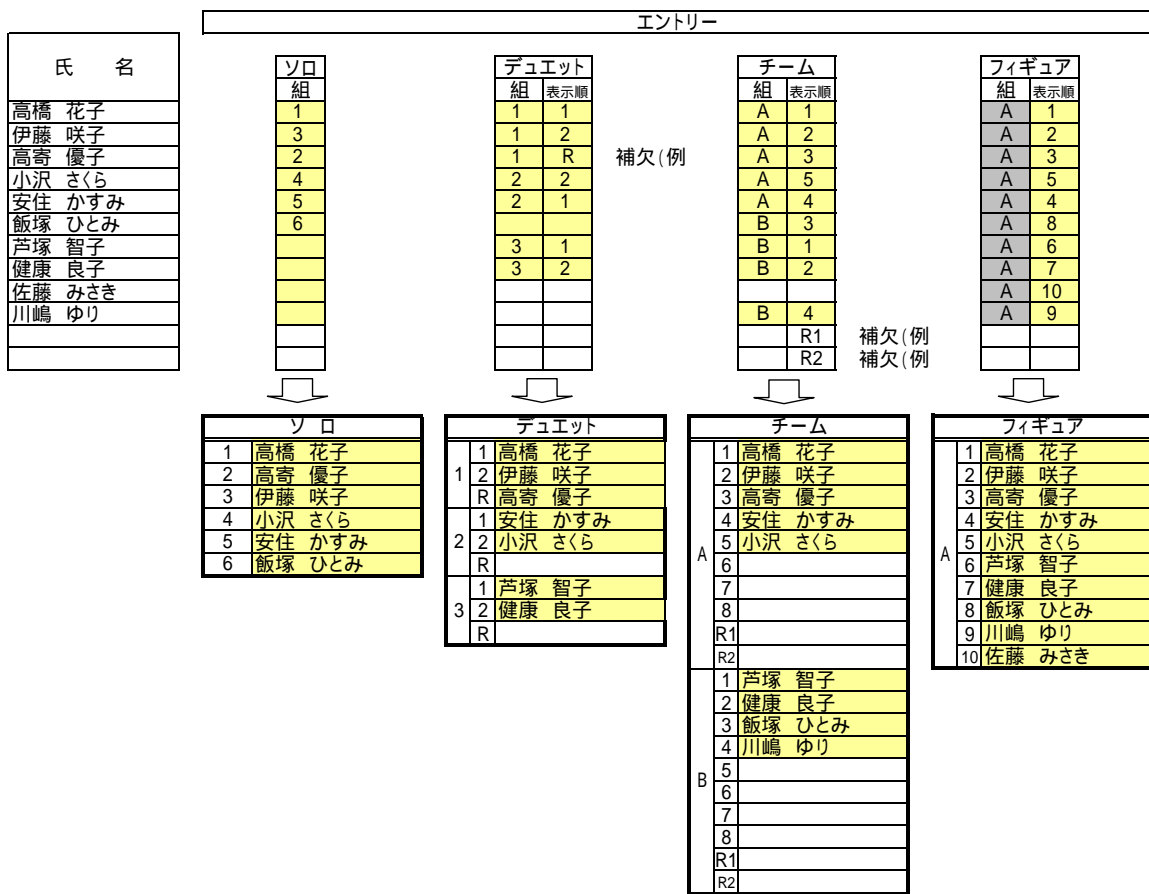 エントリー
氏 名 ソロ デュエット チーム フィギュア
組 組 表示順 組 表示順 組 表示順
高橋 花子 1 1 1 A 1 A 1
伊藤 咲子 3 1 2 A 2 A 2
高寄 優子 2 1 R 補欠(例 A 3 A 3
小沢 さくら 4 2 2 A 5 A 5
安住 かすみ 5 2 1 A 4 A 4
飯塚 ひとみ 6 B 3 A 8
芦塚 智子 3 1 B 1 A 6
健康 良子 3 2 B 2 A 7
佐藤 みさき A 10
川嶋 ゆり B 4 A 9
R1 補欠(例
R2 補欠(例
ソ ロ
1 高橋 花子
2 高寄 優子
3 伊藤 咲子
4 小沢 さくら
5 安住 かすみ
6 飯塚 ひとみ
デュエット
1 1 高橋 花子
2 伊藤 咲子
R 高寄 優子
2 1 安住 かすみ
2 小沢 さくら
R
3 1 芦塚 智子
2 健康 良子
R
チーム
A 1 高橋 花子
2 伊藤 咲子
3 高寄 優子
4 安住 かすみ
5 小沢 さくら
6
7
8
R1
R2
B 1 芦塚 智子
2 健康 良子
3 飯塚 ひとみ
4 川嶋 ゆり
5
6
7
8
R1
R2
フィギュア
A 1 高橋 花子
2 伊藤 咲子
3 高寄 優子
4 安住 かすみ
5 小沢 さくら
6 芦塚 智子
7 健康 良子
8 飯塚 ひとみ
9 川嶋 ゆり
10 佐藤 みさき